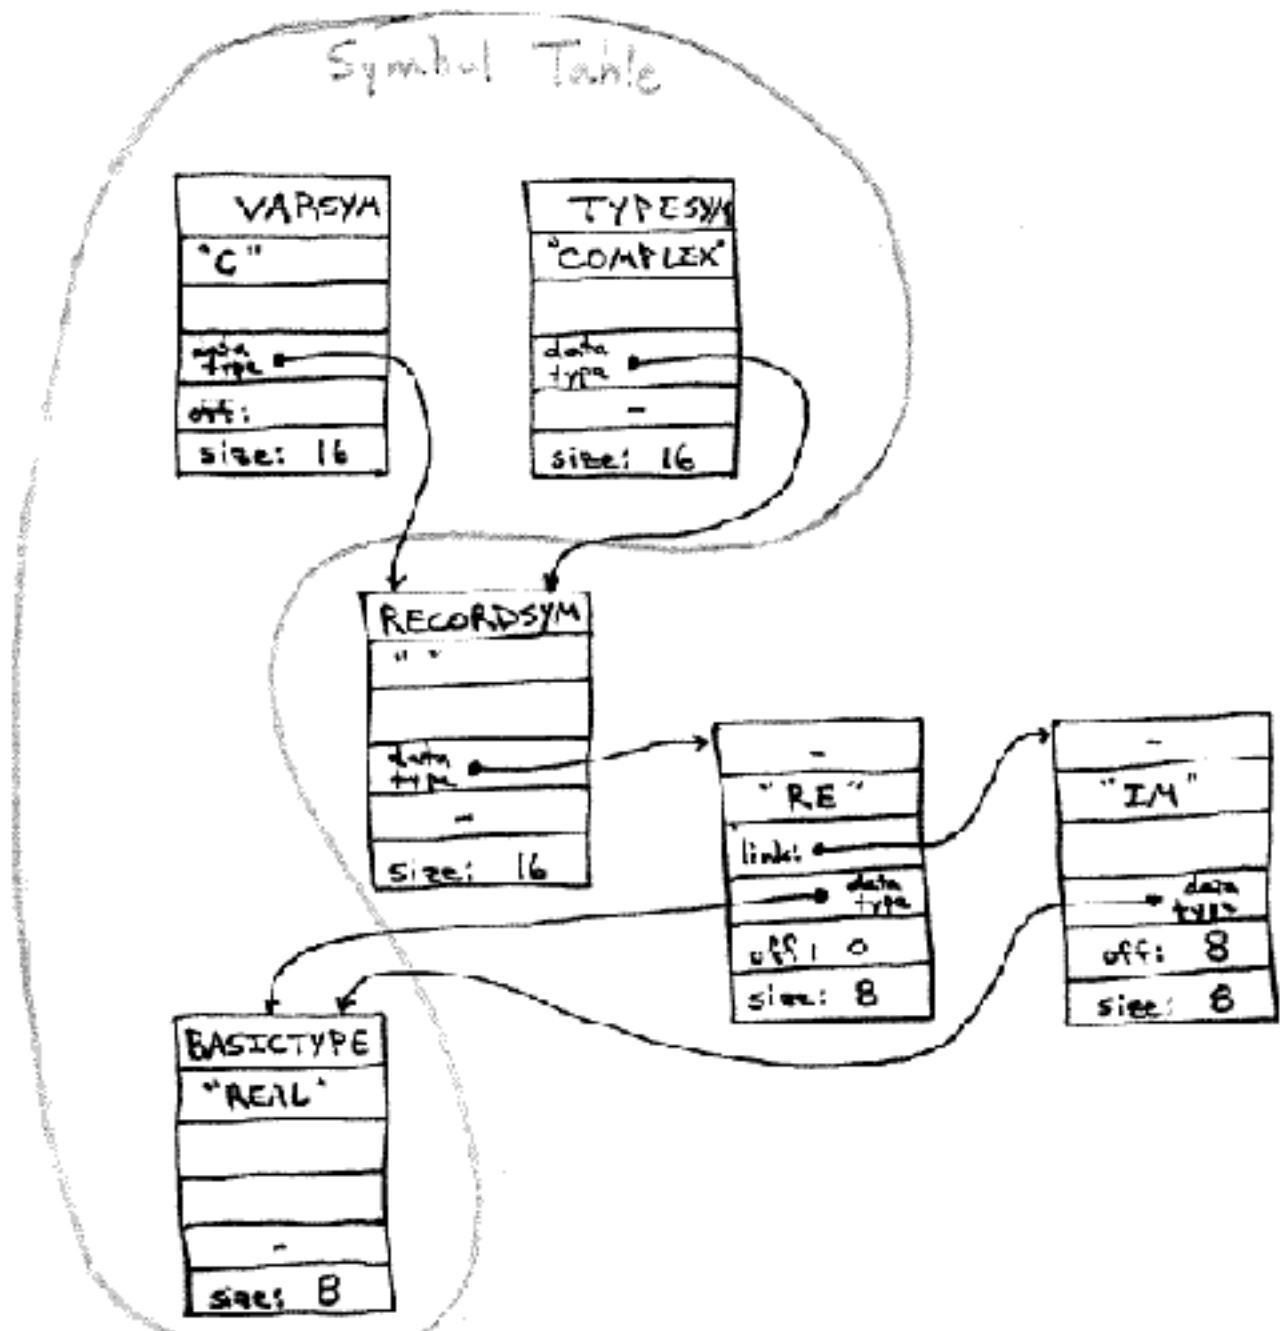 Symbol Table
VARSYM
"C"
data
type
off:
size: 16
TYPESYM
"COMPLEX"
data
type
-
size: 16
RECORDSYM
" "
data
type
-
size: 16
-
"RE"
link:
data
type
off: 0
size: 8
-
"IM"
data
type
off: 8
size: 8
BASICTYPE
"REAL"
-
size: 8